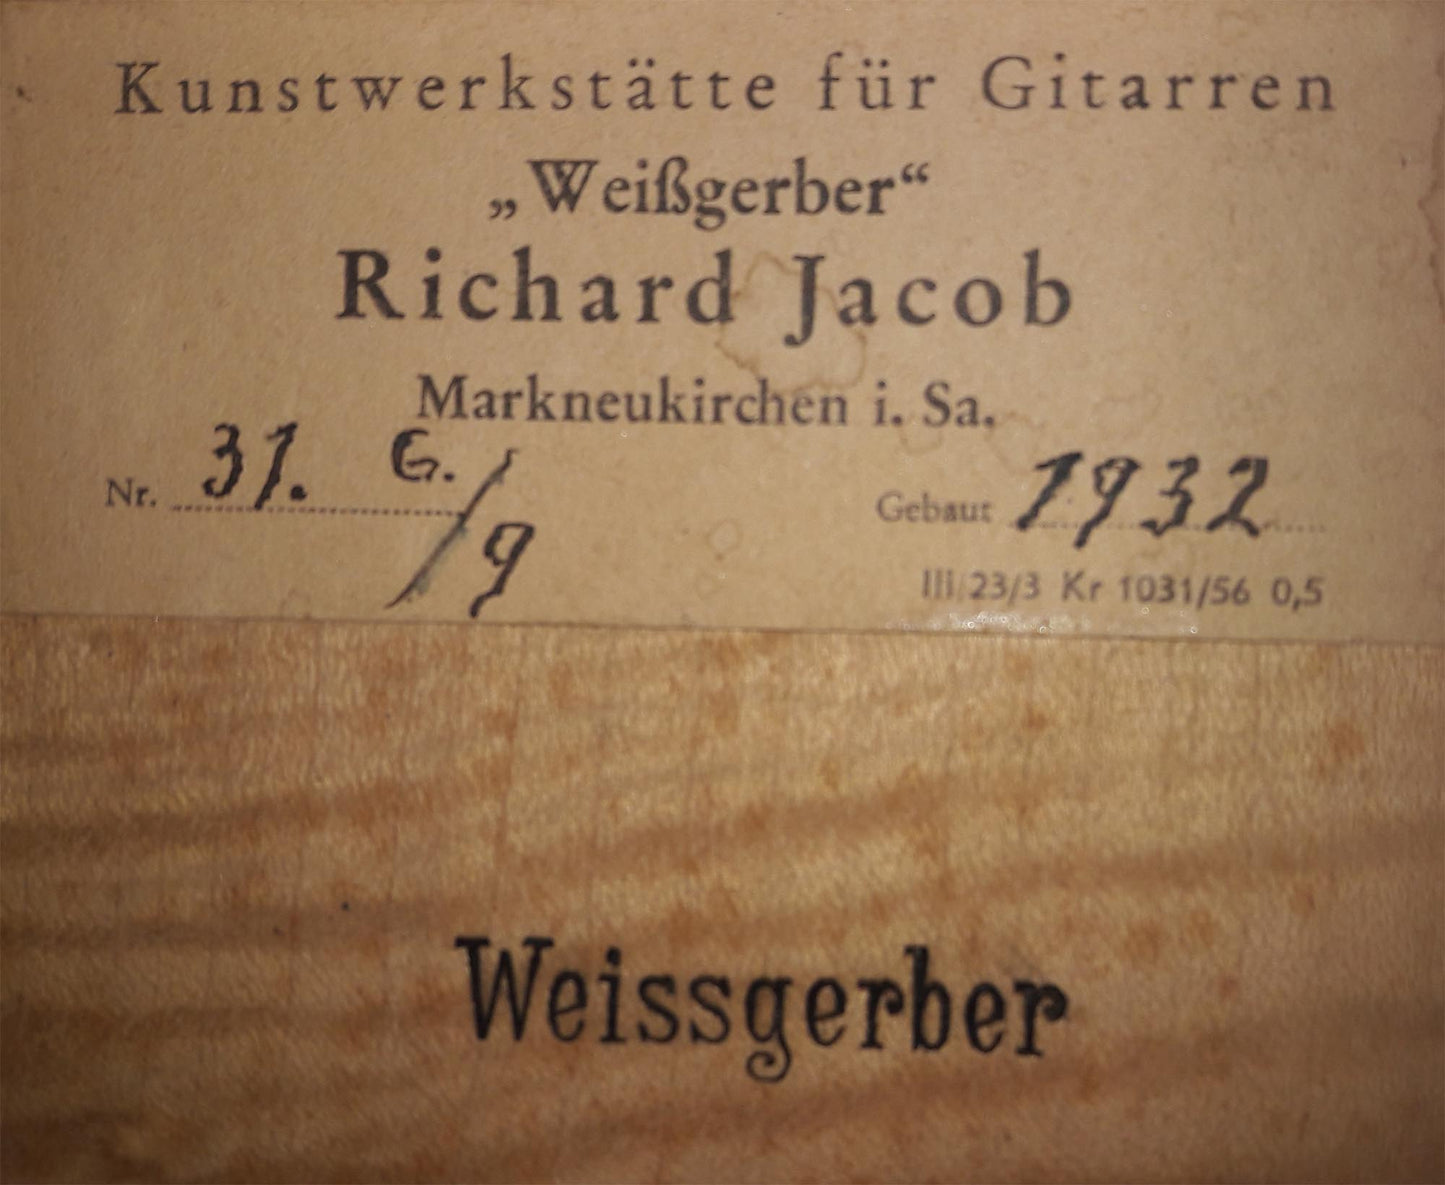 Kunstwerkstätte für Gitarren
„Weißgerber“
Richard Jacob
Markneukirchen i. Sa.
Nr. 31. G./9 Gebaut 1932
III/23/3 Kr 1031/56 0,5
Weissgerber